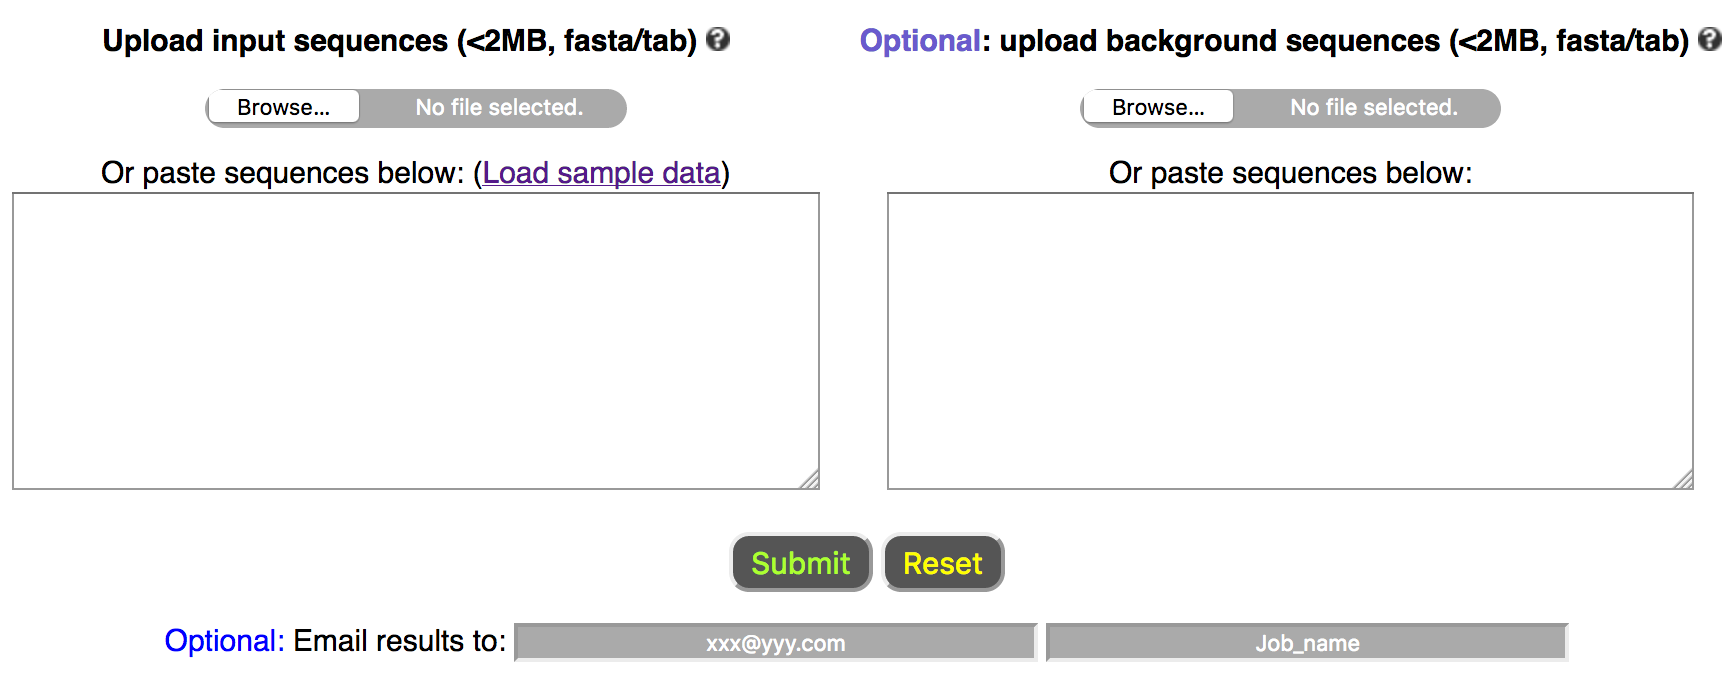 Upload input sequences (<2MB, fasta/tab) ?
Browse... No file selected.
Or paste sequences below: (Load sample data)
Optional: upload background sequences (<2MB, fasta/tab) ?
Browse... No file selected.
Or paste sequences below:
Submit Reset
Optional: Email results to: xxx@yyy.com Job_name